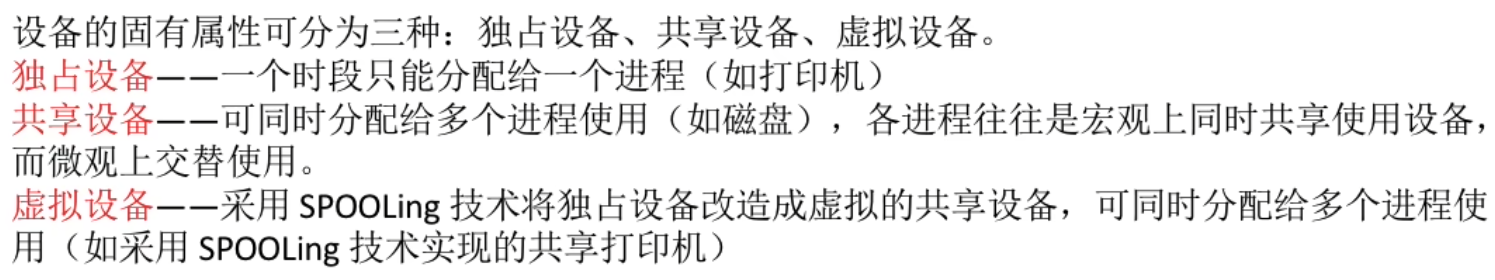 设备的固有属性可分为三种：独占设备、共享设备、虚拟设备。
独占设备——一个时段只能分配给一个进程（如打印机）
共享设备——可同时分配给多个进程使用（如磁盘），各进程往往是宏观上同时共享使用设备，
而微观上交替使用。
虚拟设备——采用 SPOOLing 技术将独占设备改造成虚拟的共享设备，可同时分配给多个进程使
用（如采用 SPOOLing 技术实现的共享打印机）